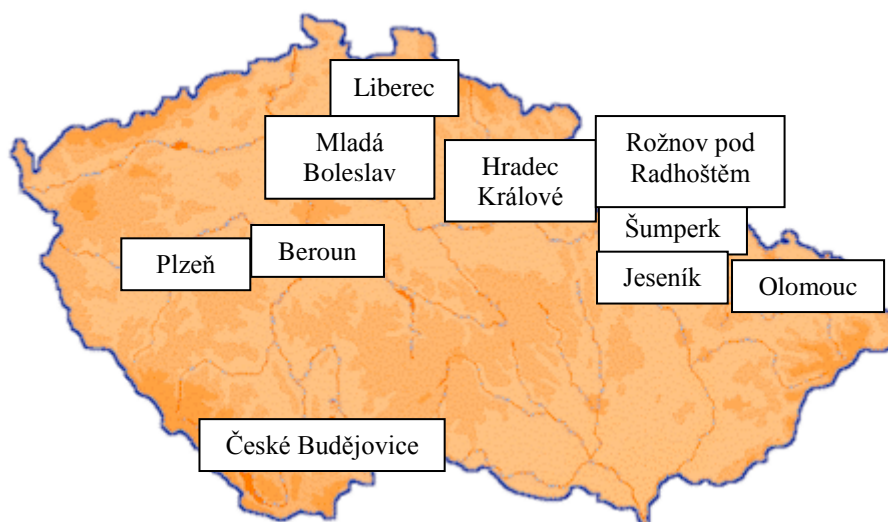 Liberec
Mladá
Boleslav
Hradec
Králové
Rožnov pod
Radhoštěm
Šumperk
Plzeň
Beroun
Jeseník
Olomouc
České Budějovice